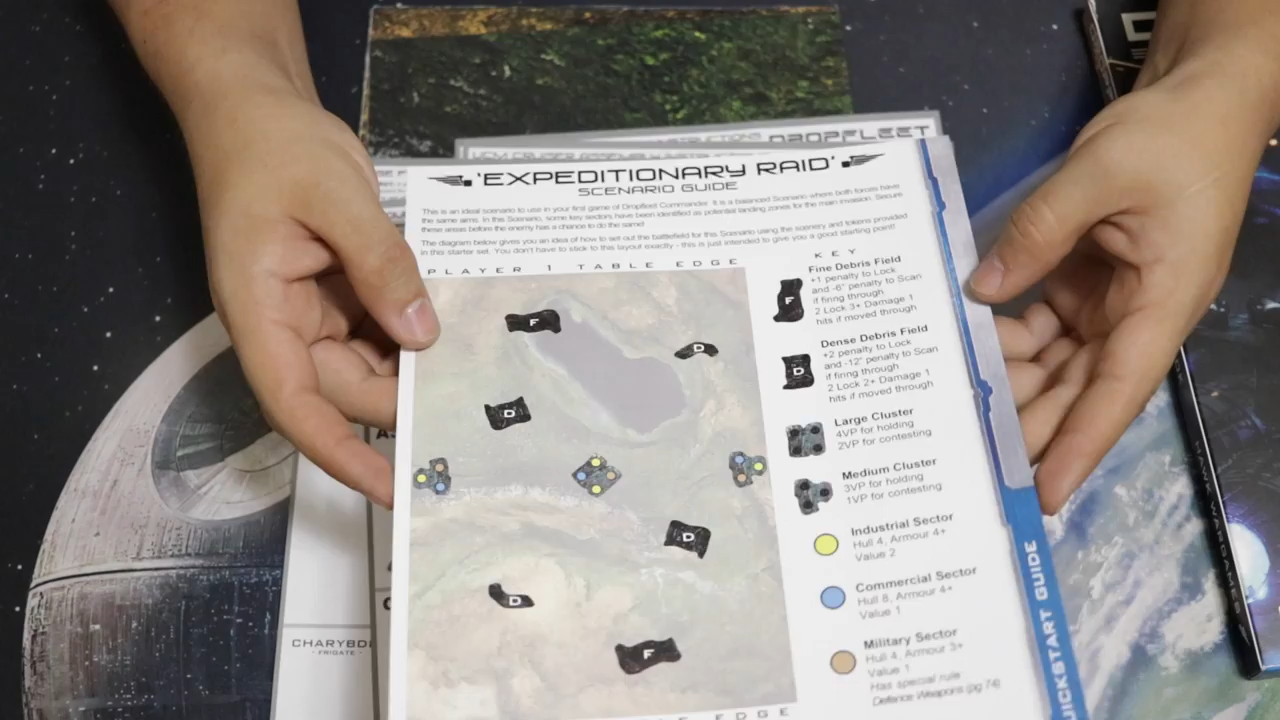 DROPFLEET
'EXPEDITIONARY RAID'
SCENARIO GUIDE
This is an ideal scenario to use in your first game of Dropfleet Commander. It is a balanced Scenario where both forces have
the same aims. In this Scenario, some key sectors have been identified as potential landing zones for the main invasion. Secure
these areas before the enemy has a chance to do the same!
The diagram below gives you an idea of how to set out the battlefield for this Scenario using the scenery and tokens provided
in this starter set. You don't have to stick to this layout exactly - this is just intended to give you a good starting point!
PLAYER 1 TABLE EDGE
F
D
D
D
D
F
TABLE EDGE
KEY
F
Fine Debris Field
+1 penalty to Lock
and -6" penalty to Scan
if firing through
2 Lock 3+ Damage 1
hits if moved through
D
Dense Debris Field
+2 penalty to Lock
and -12" penalty to Scan
if firing through
2 Lock 2+ Damage 1
hits if moved through
Large Cluster
4VP for holding
2VP for contesting
Medium Cluster
3VP for holding
1VP for contesting
Industrial Sector
Hull 4, Armour 4+
Value 2
Commercial Sector
Hull 8, Armour 4+
Value 1
Military Sector
Hull 4, Armour 3+
Value 1
Has special rule
Defence Weapons (pg 74)
UICKSTART GUIDE
CHARYBDI
- FRIGATE -
HAWK WARGAMES